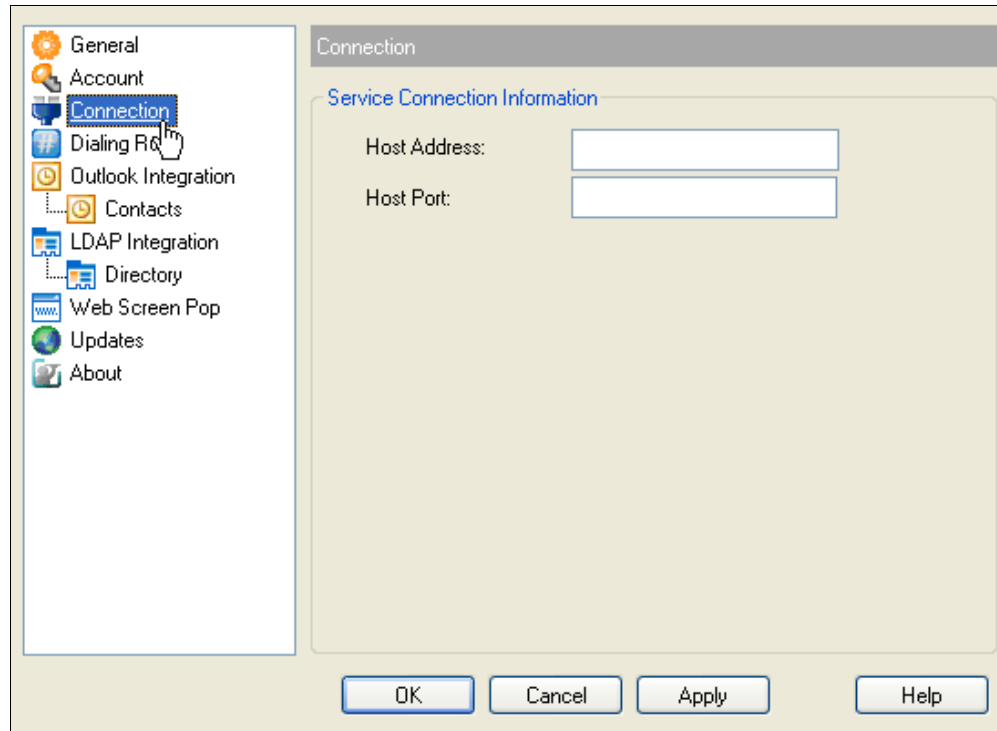 General
Account
Connection
Dialing
Outlook Integration
Contacts
LDAP Integration
Directory
www.
Web Screen Pop
Updates
About
Connection
Service Connection Information
Host Address:
Host Port:
OK
Cancel
Apply
Help